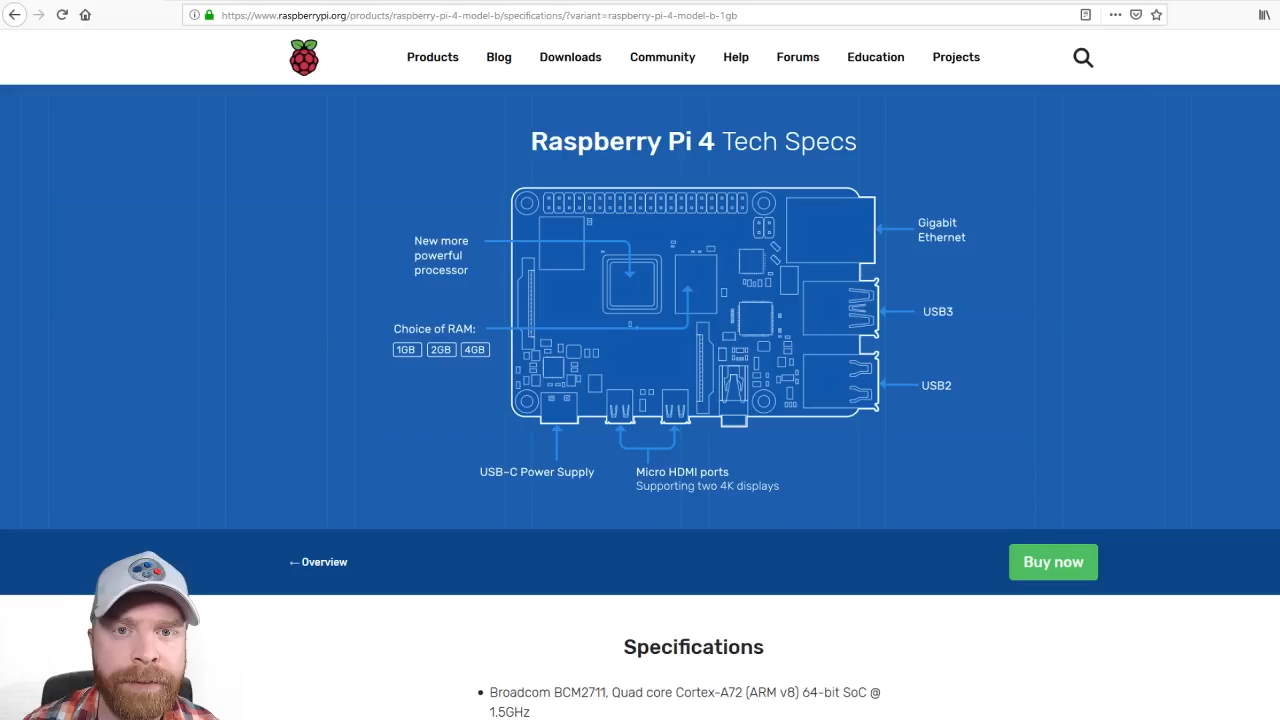 https://www.raspberrypi.org/products/raspberry-pi-4-model-b/specifications/?variant=raspberry-pi-4-model-b-1gb
Products Blog Downloads Community Help Forums Education Projects
Raspberry Pi 4 Tech Specs
Gigabit
Ethernet
New more
powerful
processor
USB3
Choice of RAM:
1GB 2GB 4GB
USB2
USB-C Power Supply
Micro HDMI ports
Supporting two 4K displays
←Overview
Buy now
Specifications
• Broadcom BCM2711, Quad core Cortex-A72 (ARM v8) 64-bit SoC @
1.5GHz